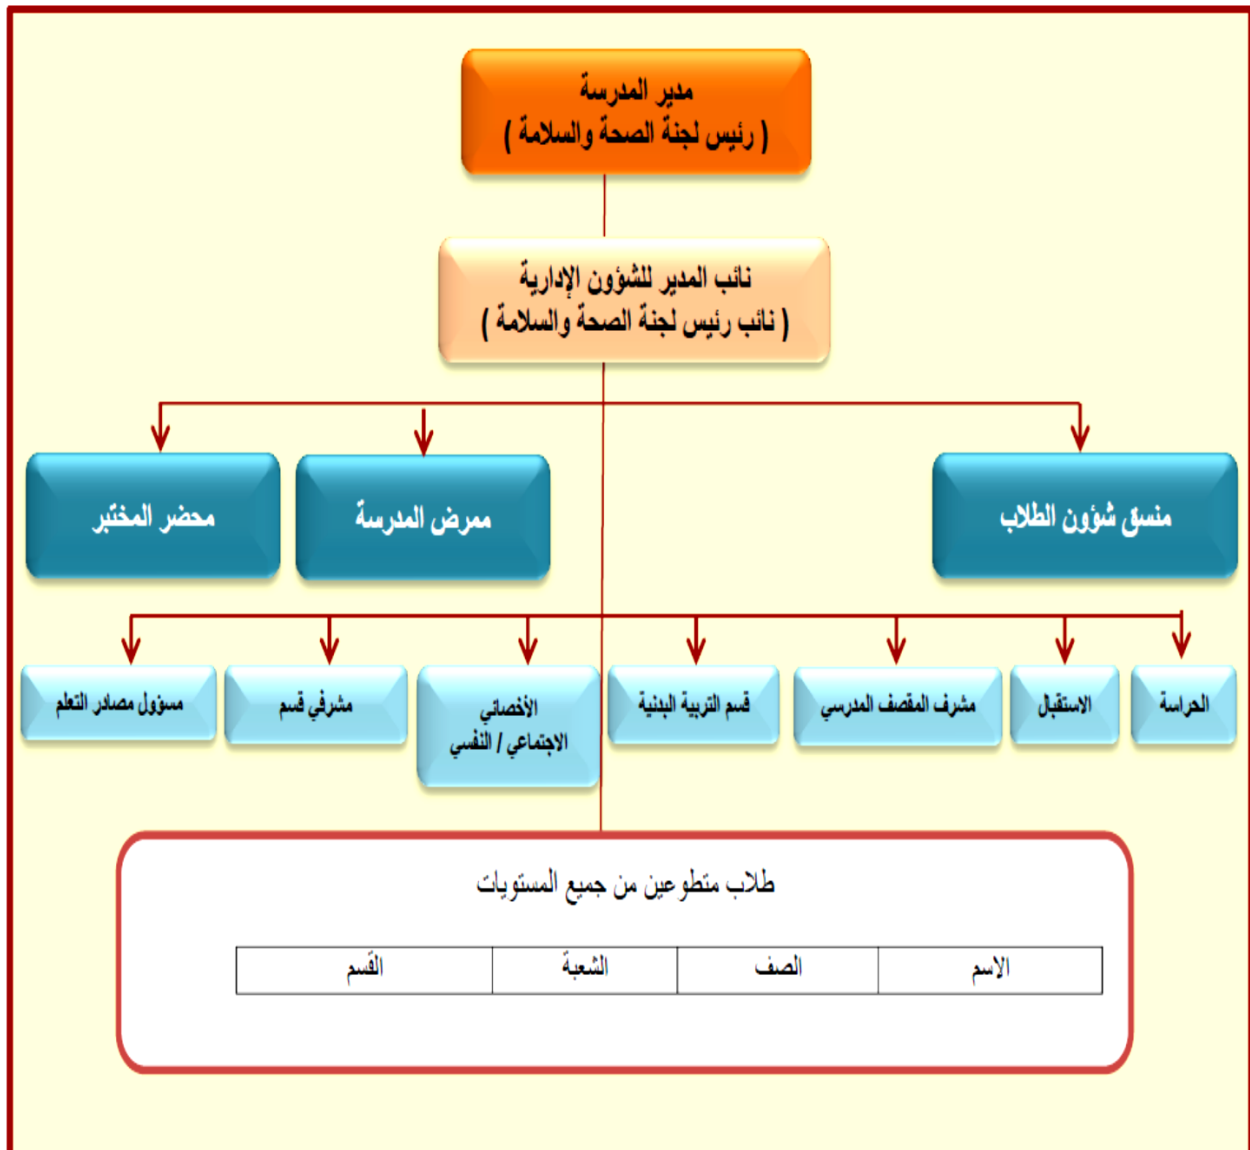 مدير المدرسة
( رئيس لجنة الصحة والسلامة )
نائب المدير للشؤون الإدارية
( نائب رئيس لجنة الصحة والسلامة )
منسق شؤون الطلاب
ممرض المدرسة
محضر المختبر
الحراسة
الاستقبال
مشرف المقصف المدرسي
قسم التربية البدنية
الأخصائي
الاجتماعي / النفسي
مشرفي قسم
مسؤول مصادر التعلم
طلاب متطوعين من جميع المستويات
الاسم الصف الشعبة القسم